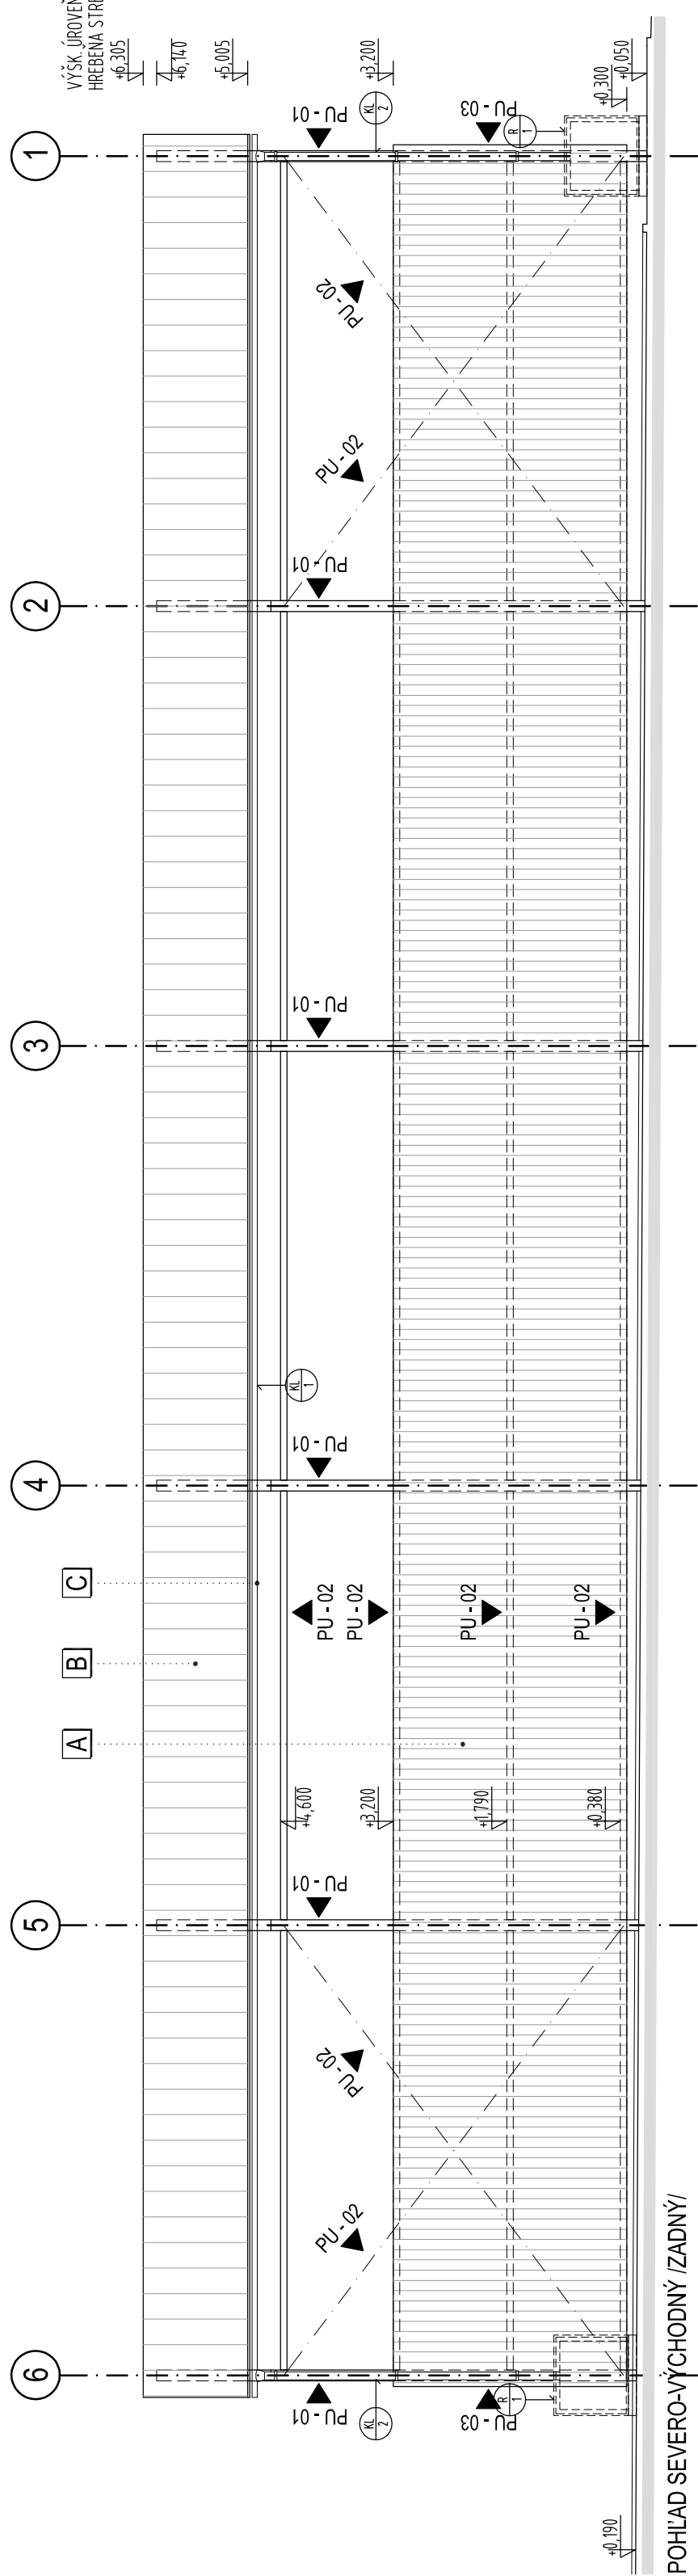 6
5
4
3
2
1
A
B
C
VÝŠK. ÚROVEŇ
HREBEŇA STRE
+6,305
+6,140
+5,005
+3,200
+0,300
+0,050
PU - 01
PU - 01
PU - 01
PU - 01
PU - 01
PU - 01
KL
1
KL
2
KL
2
PU - 02
PU - 02
PU - 02
PU - 02
PU - 02
PU - 02
PU - 02
PU - 02
+4,600
+3,200
+1,790
+0,380
PU - 03
PU - 03
R
1
R
1
+0,190
POHĽAD SEVERO-VÝCHODNÝ /ZADNÝ/